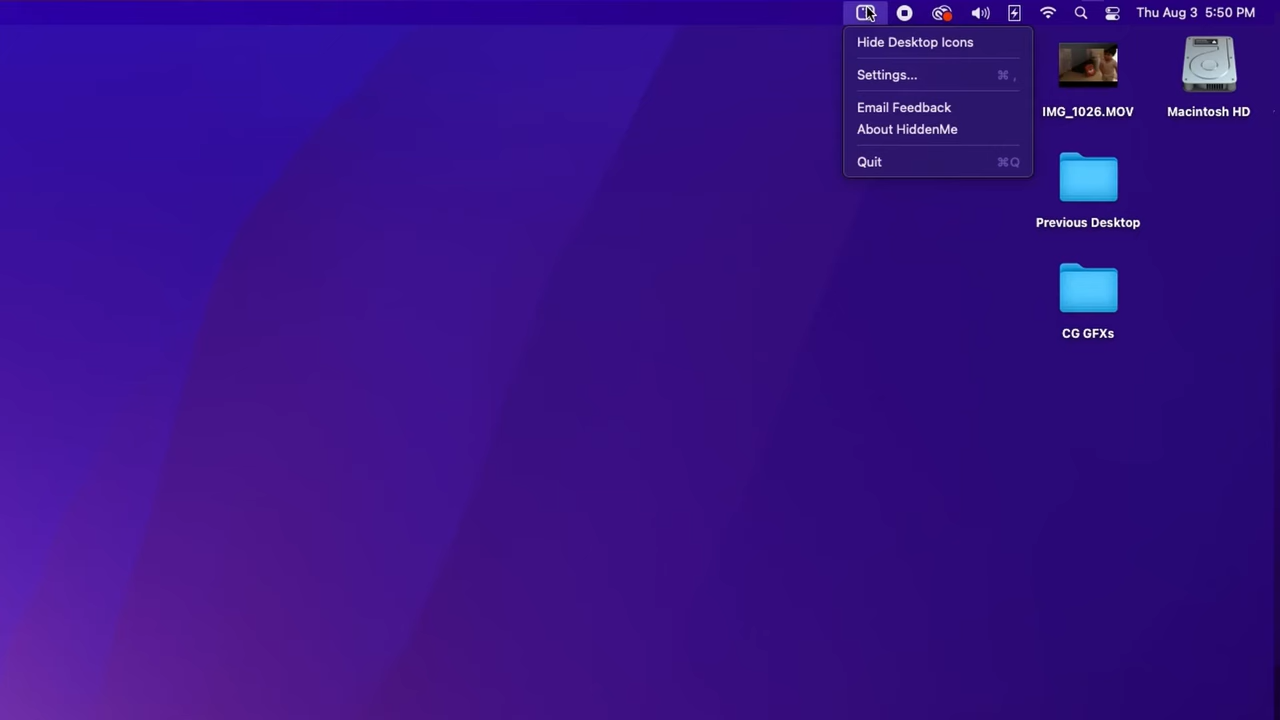 Thu Aug 3 5:50 PM
Hide Desktop Icons
Settings... ⌘ ,
Email Feedback
About HiddenMe
Quit ⌘Q
IMG_1026.MOV
Macintosh HD
Previous Desktop
CG GFXs